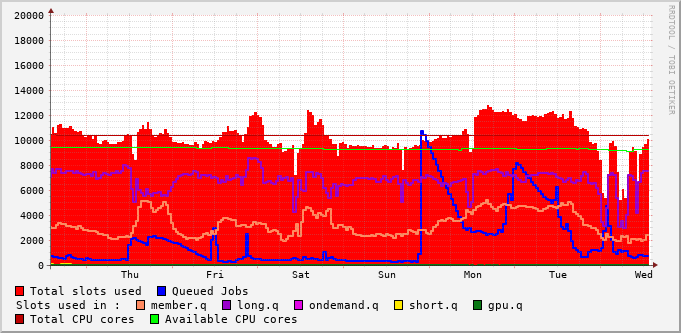 20000
18000
16000
14000
12000
10000
8000
6000
4000
2000
0
Thu Fri Sat Sun Mon Tue Wed
RRDTOOL / TOBI OETIKER
Total slots used Queued Jobs
Slots used in : member.q long.q ondemand.q short.q gpu.q
Total CPU cores Available CPU cores